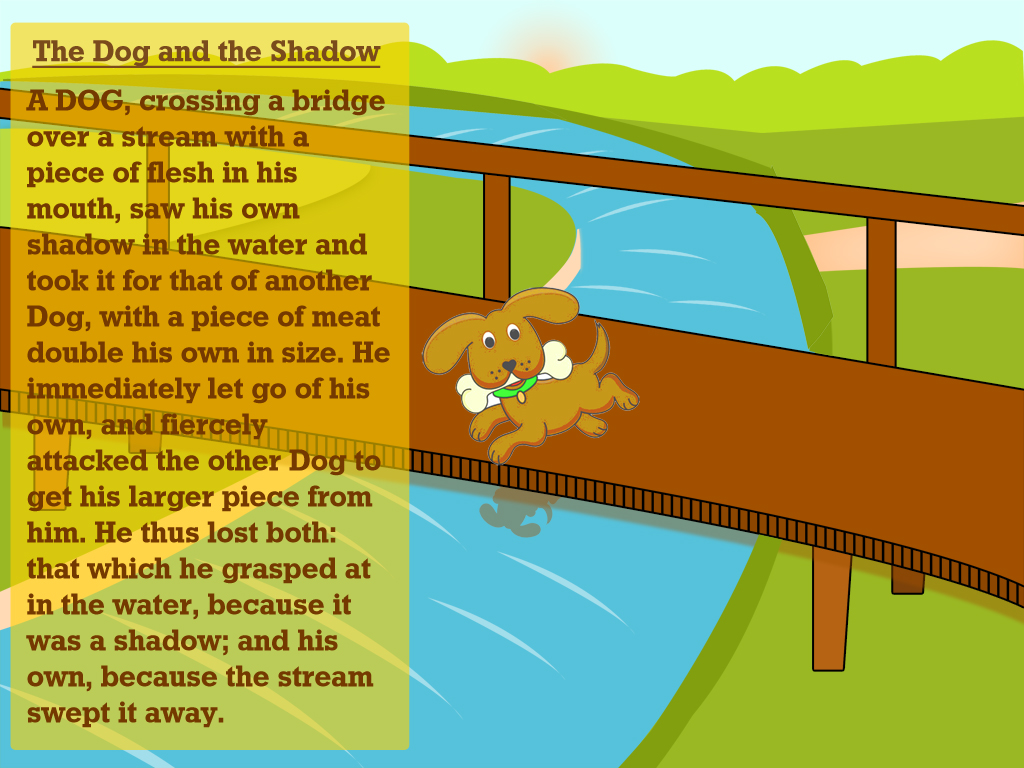 The Dog and the Shadow
A DOG, crossing a bridge
over a stream with a
piece of flesh in his
mouth, saw his own
shadow in the water and
took it for that of another
Dog, with a piece of meat
double his own in size. He
immediately let go of his
own, and fiercely
attacked the other Dog to
get his larger piece from
him. He thus lost both:
that which he grasped at
in the water, because it
was a shadow; and his
own, because the stream
swept it away.